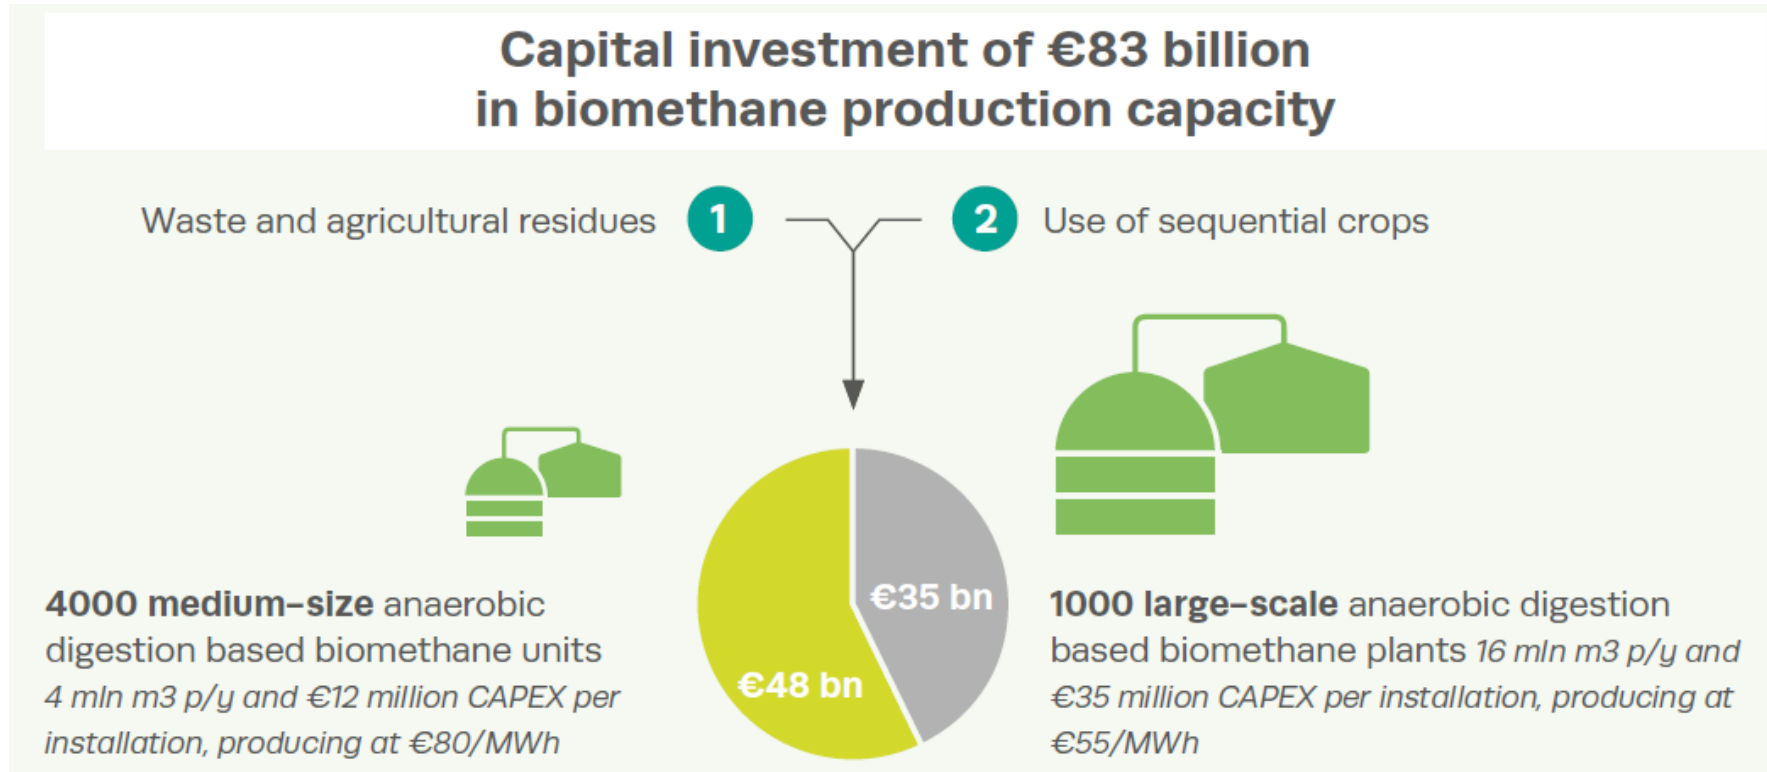 Capital investment of €83 billion
in biomethane production capacity
Waste and agricultural residues 1
2 Use of sequential crops
€35 bn
€48 bn
4000 medium-size anaerobic
digestion based biomethane units
4 mln m3 p/y and €12 million CAPEX per
installation, producing at €80/MWh
1000 large-scale anaerobic digestion
based biomethane plants 16 mln m3 p/y and
€35 million CAPEX per installation, producing at
€55/MWh